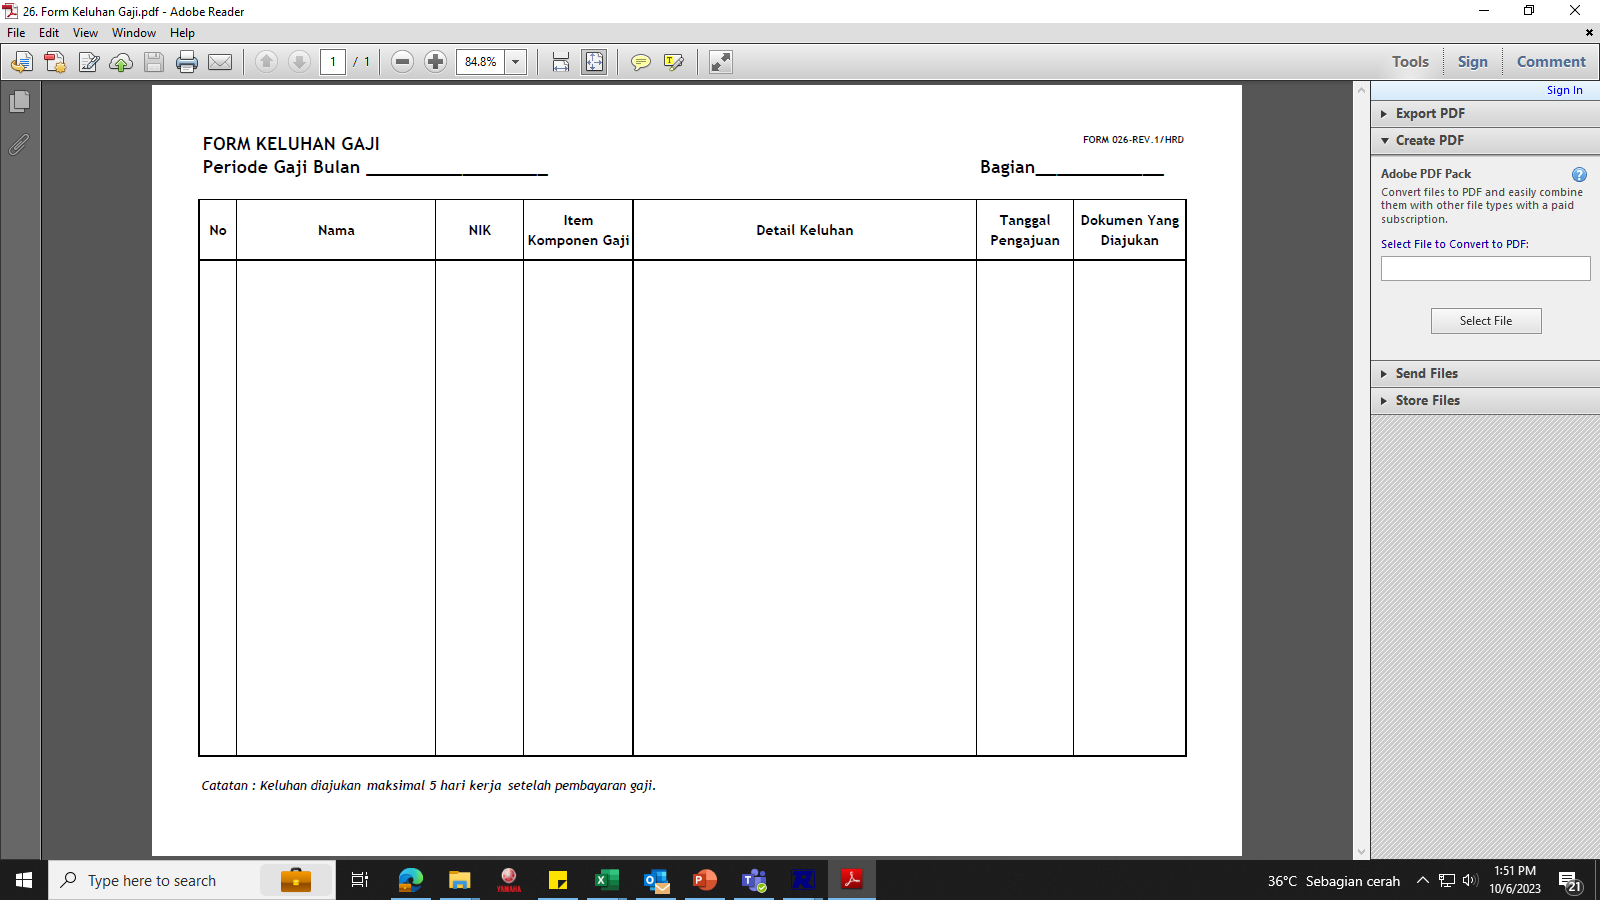 26. Form Keluhan Gaji.pdf - Adobe Reader
File Edit View Window Help
1 / 1 84.8% Tools Sign Comment
Sign In
Export PDF
Create PDF
Adobe PDF Pack
Convert files to PDF and easily combine
them with other file types with a paid
subscription.
Select File to Convert to PDF:
Select File
Send Files
Store Files
FORM KELUHAN GAJI
FORM 026-REV.1/HRD
Periode Gaji Bulan _________________ Bagian____________
No
Nama
NIK
Item
Komponen Gaji
Detail Keluhan
Tanggal
Pengajuan
Dokumen Yang
Diajukan
Catatan : Keluhan diajukan maksimal 5 hari kerja setelah pembayaran gaji.
Type here to search
YAMAHA
36°C Sebagian cerah
1:51 PM
10/6/2023
21